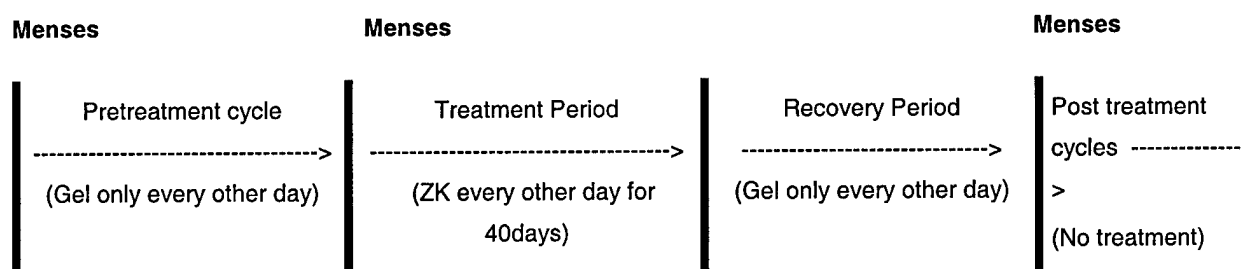 Menses
Menses
Menses
Pretreatment cycle
-------------------------------------->
(Gel only every other day)
Treatment Period
---------------------------------------->
(ZK every other day for
40days)
Recovery Period
--------------------------------->
(Gel only every other day)
Post treatment
cycles --------------
>
(No treatment)